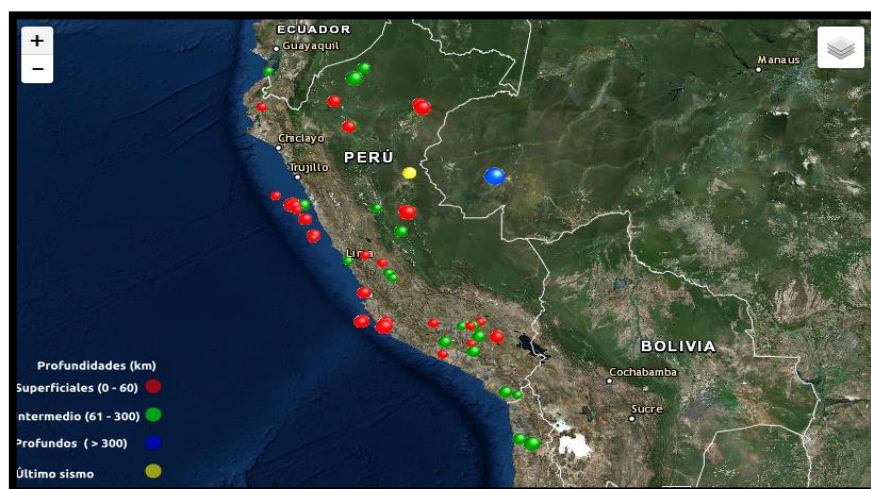 ECUADOR
Guayaquil
+
−
Manaus
Chiclayo
PERÚ
Trujillo
Lima
BOLIVIA
Cochabamba
Sucre
Profundidades (km)
Superficiales (0 - 60)
Intermedio (61 - 300)
Profundos ( > 300)
Último sismo